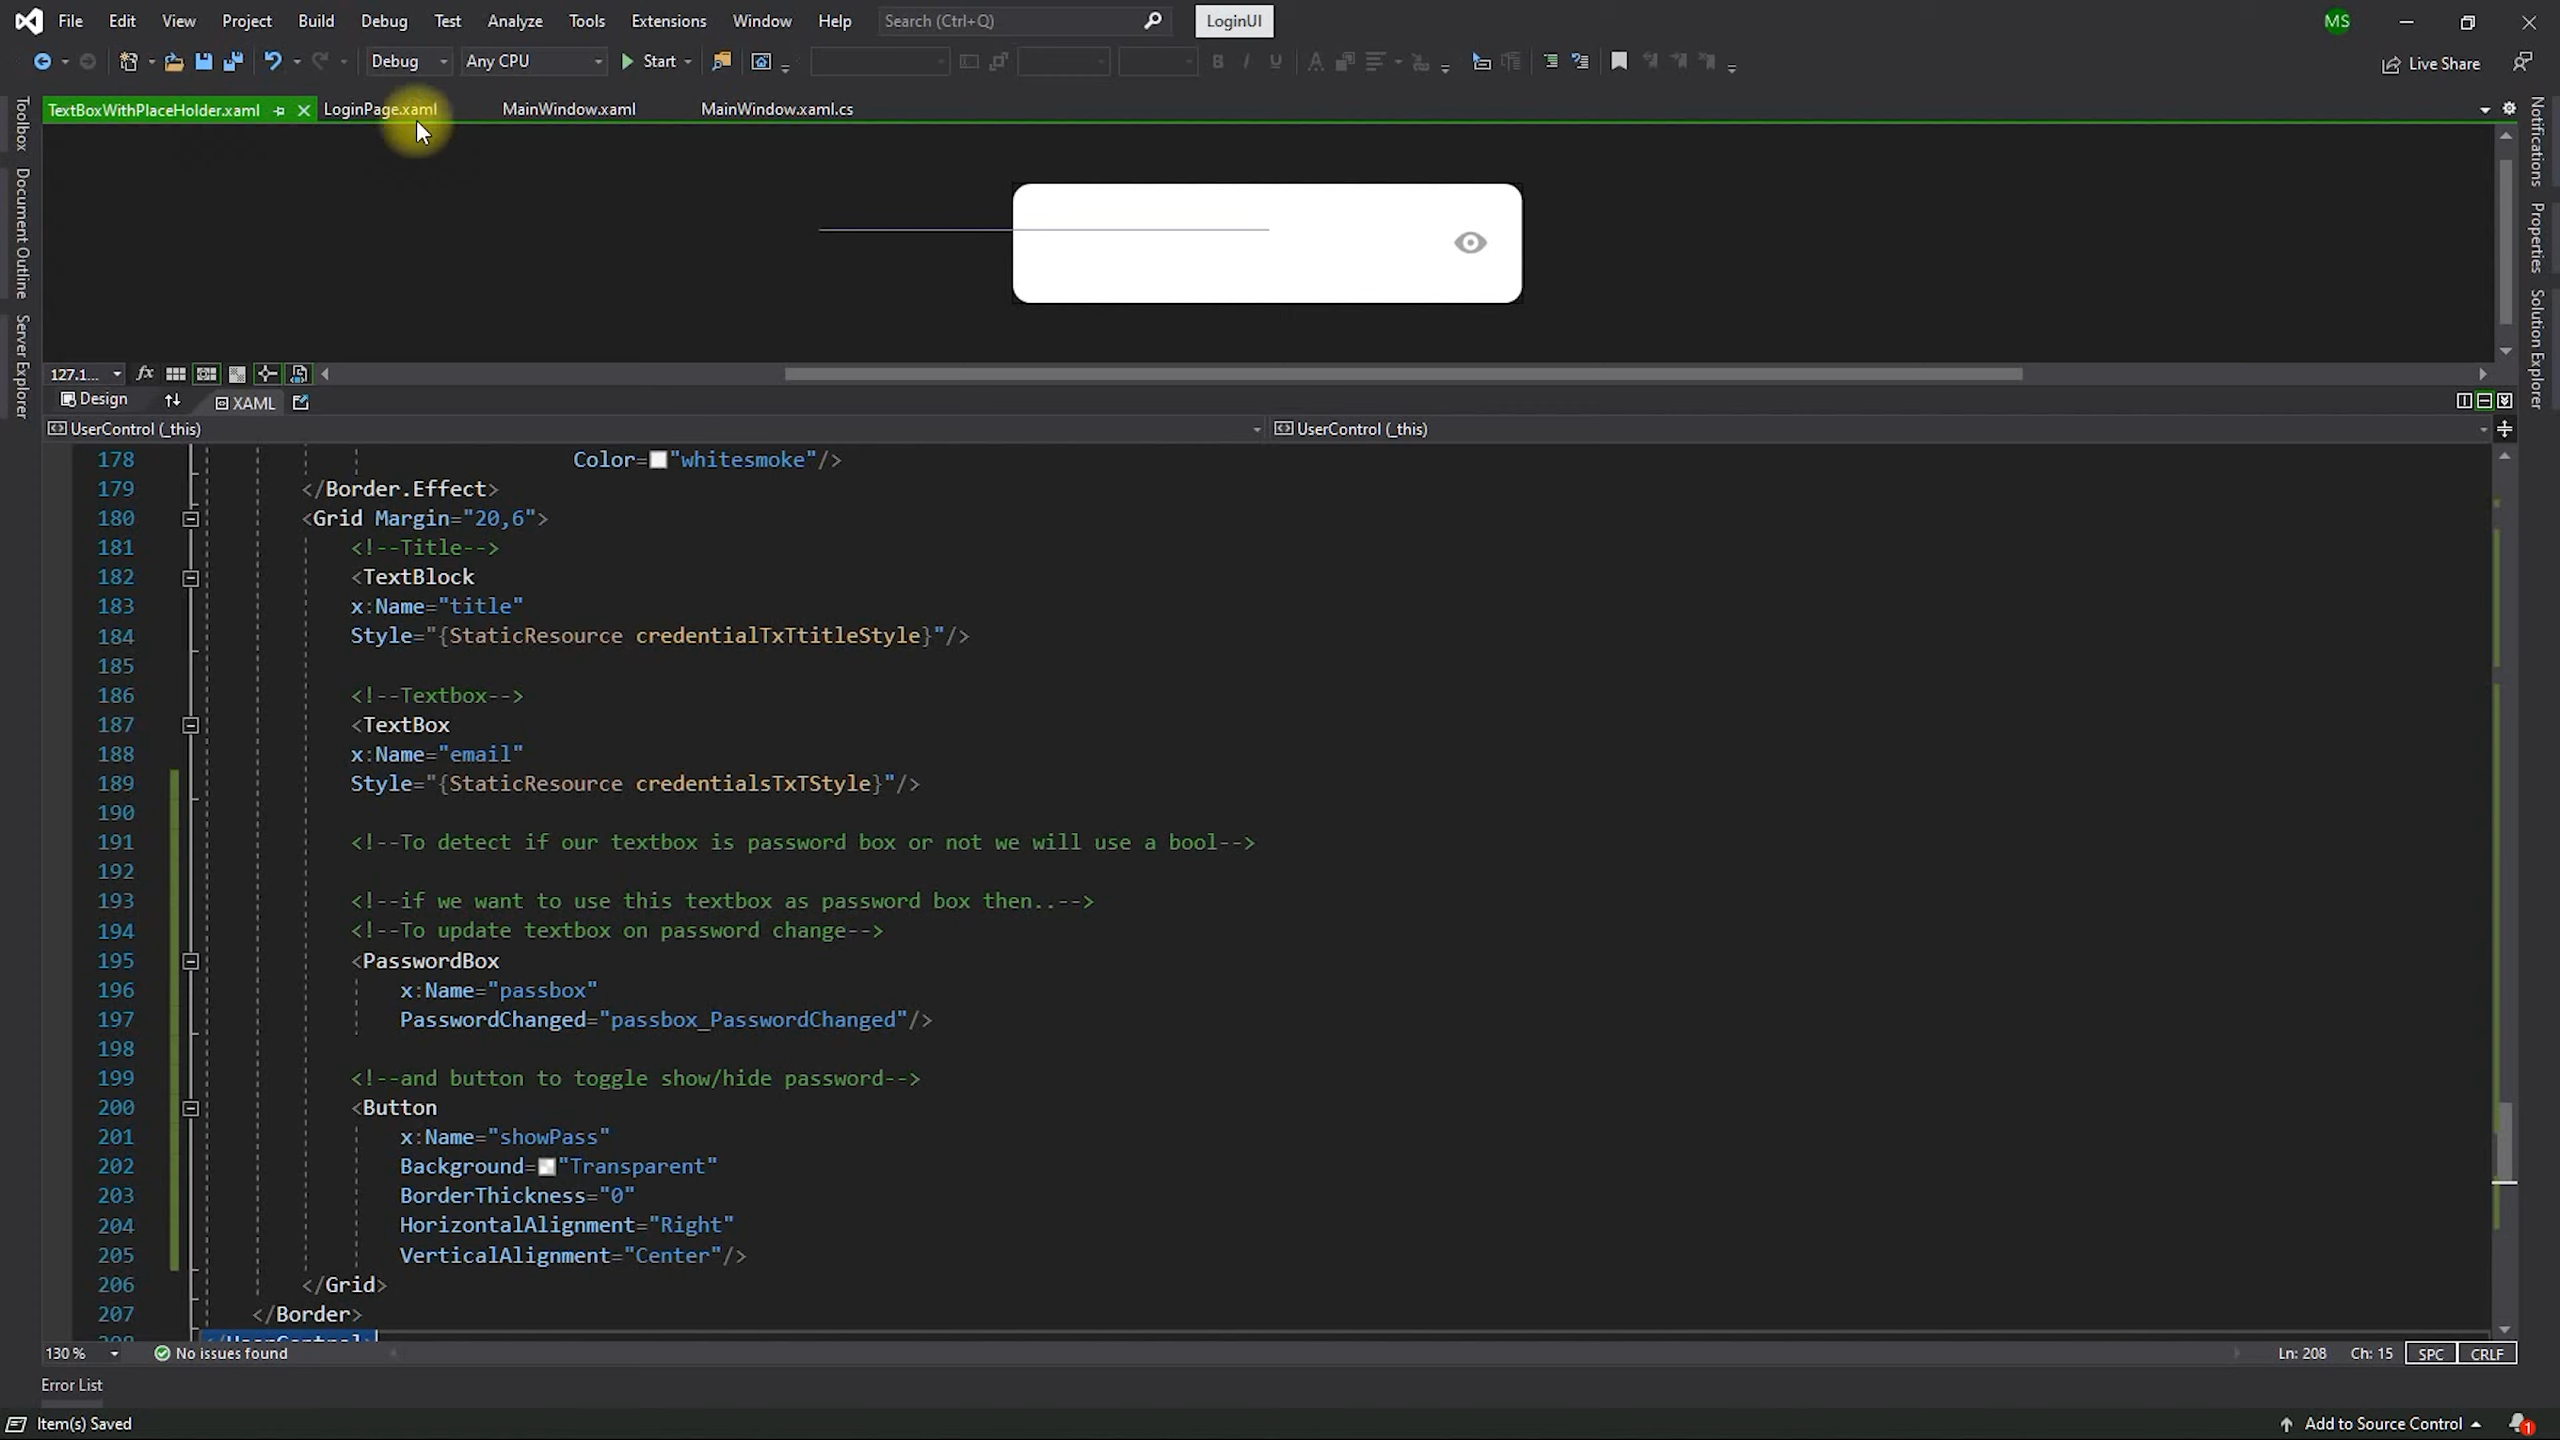 File Edit View Project Build Debug Test Analyze Tools Extensions Window Help Search (Ctrl+Q) LoginUI MS
Debug Any CPU Start Live Share
TextBoxWithPlaceHolder.xaml LoginPage.xaml MainWindow.xaml MainWindow.xaml.cs
Toolbox
Document Outline
Server Explorer
Notifications
Properties
Solution Explorer
127.1...
Design XAML
UserControl (_this) UserControl (_this)
178 Color="whitesmoke"/>
179 </Border.Effect>
180 <Grid Margin="20,6">
181 <!--Title-->
182 <TextBlock
183 x:Name="title"
184 Style="{StaticResource credentialTxTtitleStyle}"/>
185
186 <!--Textbox-->
187 <TextBox
188 x:Name="email"
189 Style="{StaticResource credentialsTxTStyle}"/>
190
191 <!--To detect if our textbox is password box or not we will use a bool-->
192
193 <!--if we want to use this textbox as password box then..-->
194 <!--To update textbox on password change-->
195 <PasswordBox
196 x:Name="passbox"
197 PasswordChanged="passbox_PasswordChanged"/>
198
199 <!--and button to toggle show/hide password-->
200 <Button
201 x:Name="showPass"
202 Background="Transparent"
203 BorderThickness="0"
204 HorizontalAlignment="Right"
205 VerticalAlignment="Center"/>
206 </Grid>
207 </Border>
208 </UserControl>
130 % No issues found Ln: 208 Ch: 15 SPC CRLF
Error List
Item(s) Saved Add to Source Control 1